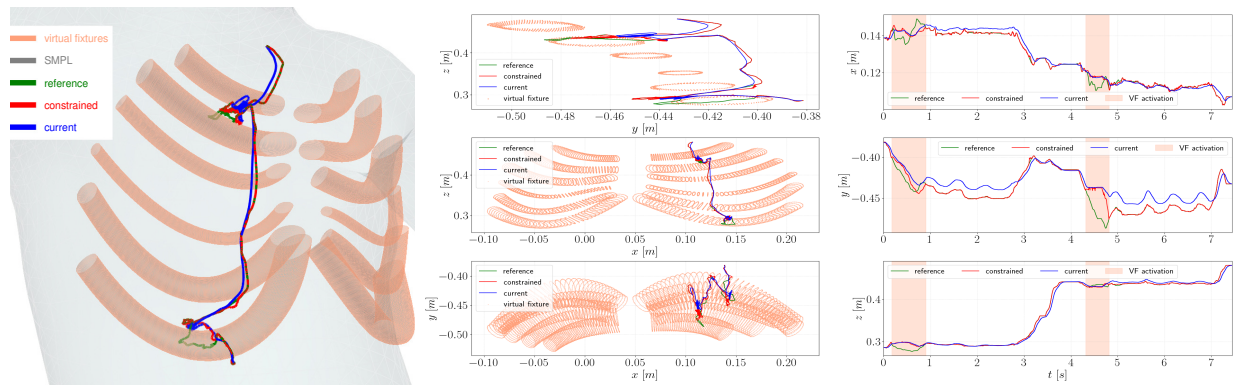 virtual fixtures
SMPL
reference
constrained
current
z [m]
0.4
0.3
reference
constrained
current
virtual fixture
−0.50
−0.48
−0.46
−0.44
−0.42
−0.40
−0.38
y [m]
z [m]
0.4
0.3
reference
constrained
current
virtual fixture
−0.10
−0.05
0.00
0.05
0.10
0.15
0.20
x [m]
y [m]
−0.40
−0.45
−0.50
reference
constrained
current
virtual fixture
−0.10
−0.05
0.00
0.05
0.10
0.15
0.20
x [m]
x [m]
0.14
0.12
reference
constrained
current
VF activation
0
1
2
3
4
5
6
7
y [m]
−0.40
−0.45
reference
constrained
current
VF activation
0
1
2
3
4
5
6
7
z [m]
0.4
0.3
reference
constrained
current
VF activation
0
1
2
3
4
5
6
7
t [s]